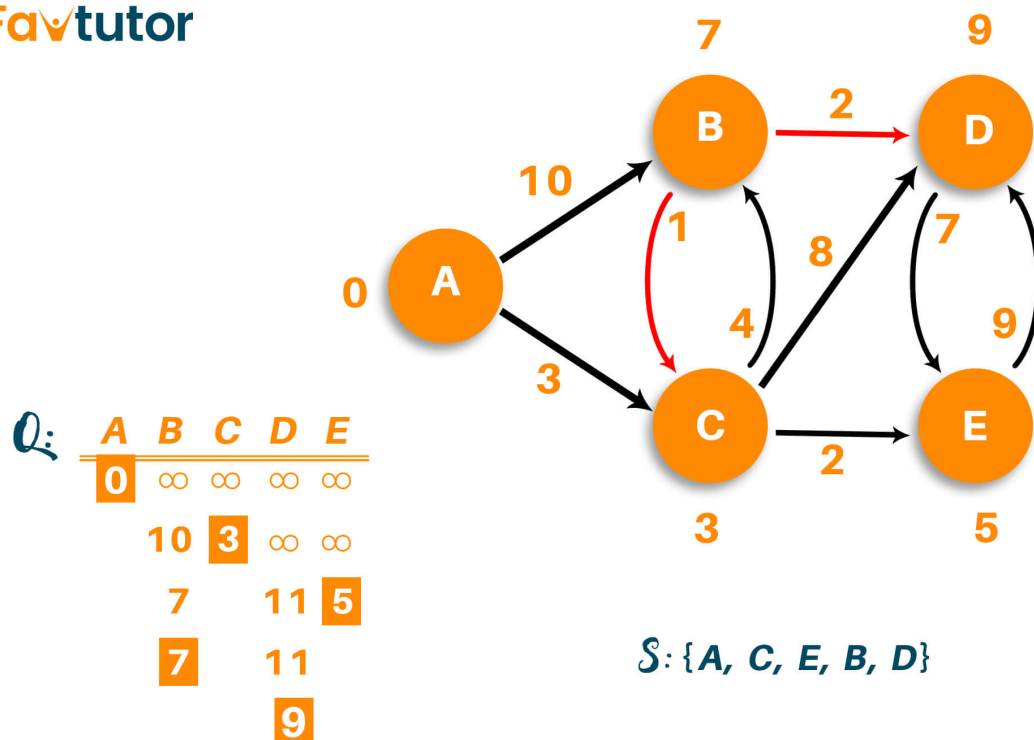 Favtutor
7 9
B 2 D
10
1 8 7
A
0
4 9
3
C E
2
3 5
Q: A B C D E
0 ∞ ∞ ∞ ∞
10 3 ∞ ∞
7 11 5
7 11
9
S: {A, C, E, B, D}